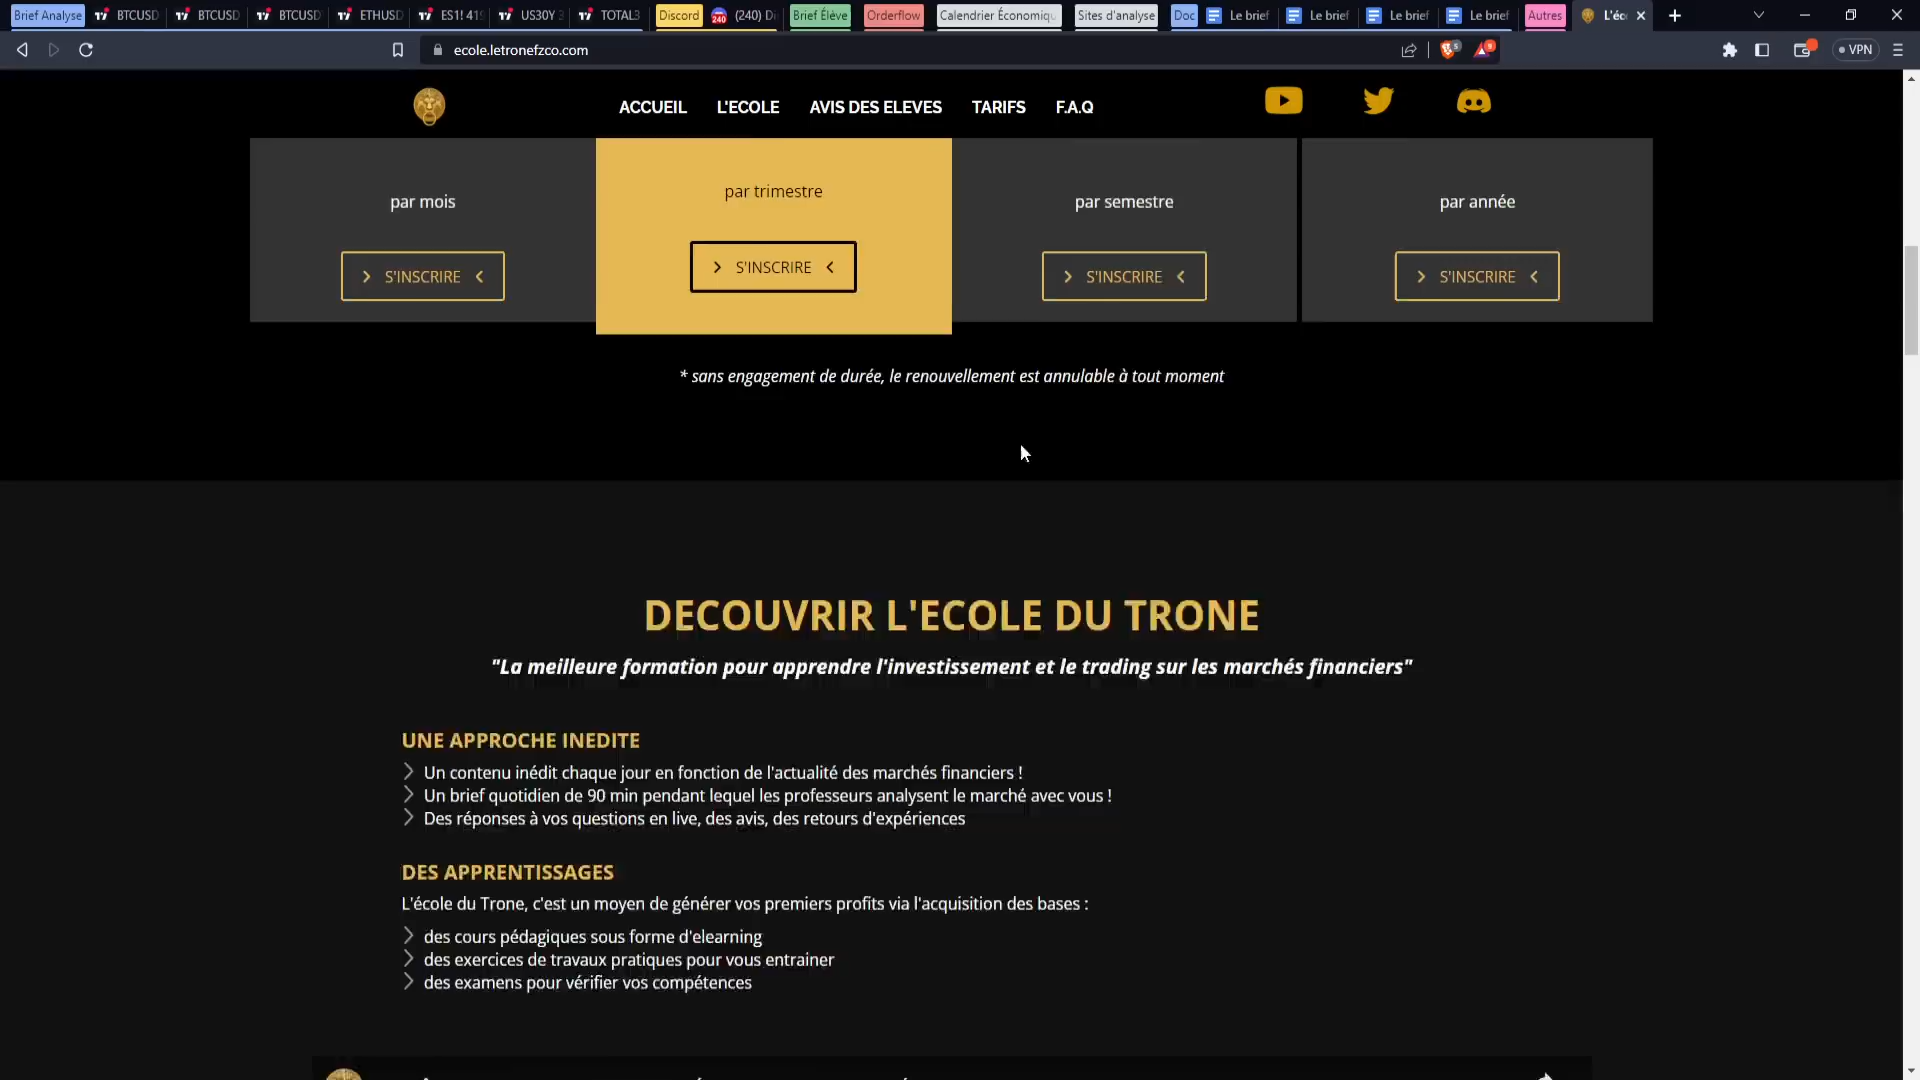 Brief Analyse BTCUSD BTCUSD BTCUSD ETHUSD ES1! 41 US30Y 3 TOTAL3 Discord (240) Di Brief Élève Orderflow Calendrier Économiqu Sites d'analyse Doc Le brief Le brief Le brief Le brief Autres L'éc
ecole.letronefzco.com VPN
ACCUEIL L'ECOLE AVIS DES ELEVES TARIFS F.A.Q
par mois par trimestre par semestre par année
S'INSCRIRE S'INSCRIRE S'INSCRIRE S'INSCRIRE
* sans engagement de durée, le renouvellement est annulable à tout moment
DECOUVRIR L'ECOLE DU TRONE
"La meilleure formation pour apprendre l'investissement et le trading sur les marchés financiers"
UNE APPROCHE INEDITE
Un contenu inédit chaque jour en fonction de l'actualité des marchés financiers !
Un brief quotidien de 90 min pendant lequel les professeurs analysent le marché avec vous !
Des réponses à vos questions en live, des avis, des retours d'expériences
DES APPRENTISSAGES
L'école du Trone, c'est un moyen de générer vos premiers profits via l'acquisition des bases :
des cours pédagiques sous forme d'elearning
des exercices de travaux pratiques pour vous entrainer
des examens pour vérifier vos compétences